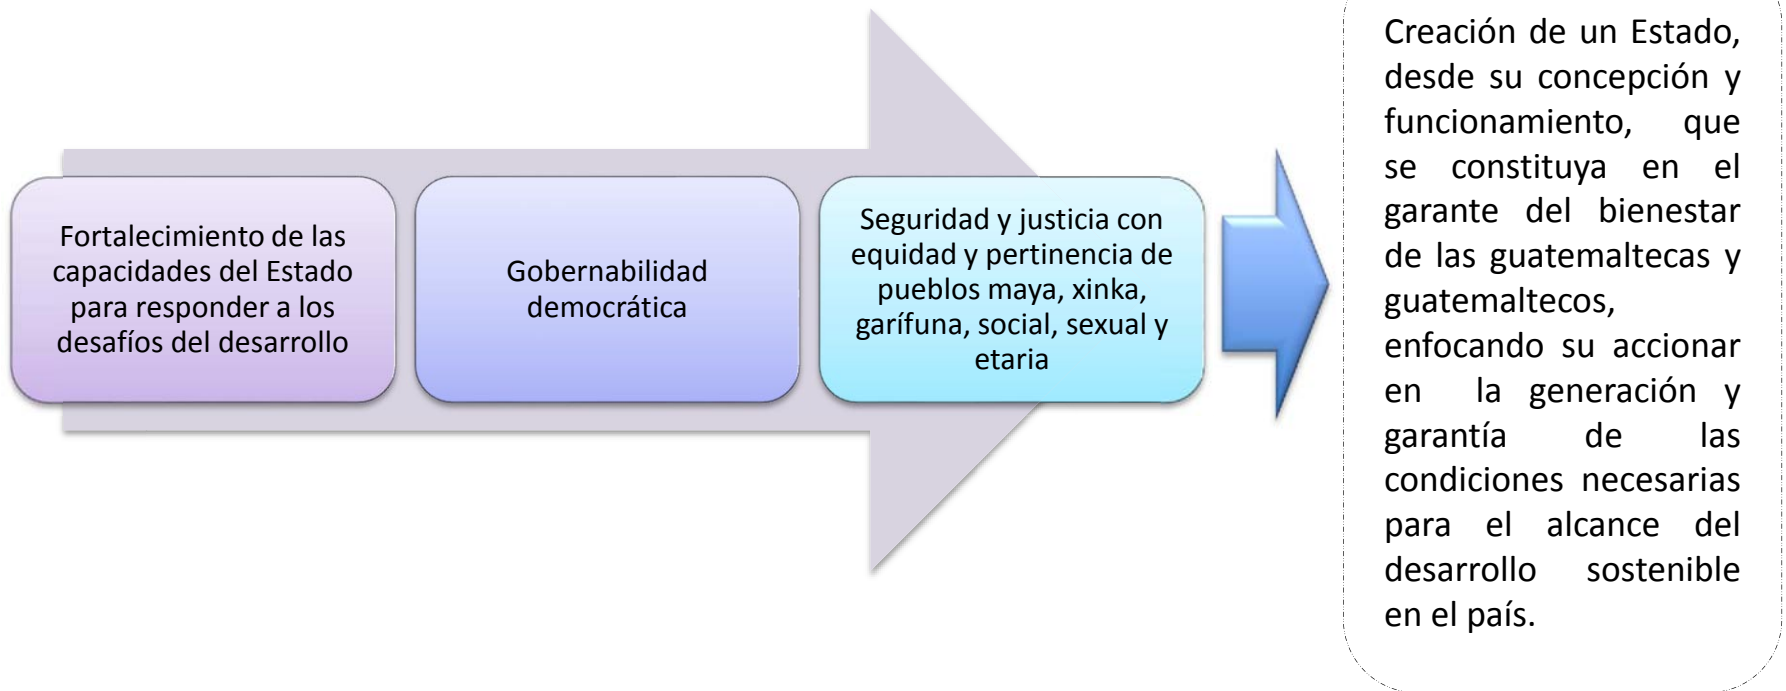 Fortalecimiento de las
capacidades del Estado
para responder a los
desafíos del desarrollo
Gobernabilidad
democrática
Seguridad y justicia con
equidad y pertinencia de
pueblos maya, xinka,
garífuna, social, sexual y
etaria
Creación de un Estado,
desde su concepción y
funcionamiento, que
se constituya en el
garante del bienestar
de las guatemaltecas y
guatemaltecos,
enfocando su accionar
en la generación y
garantía de las
condiciones necesarias
para el alcance del
desarrollo sostenible
en el país.